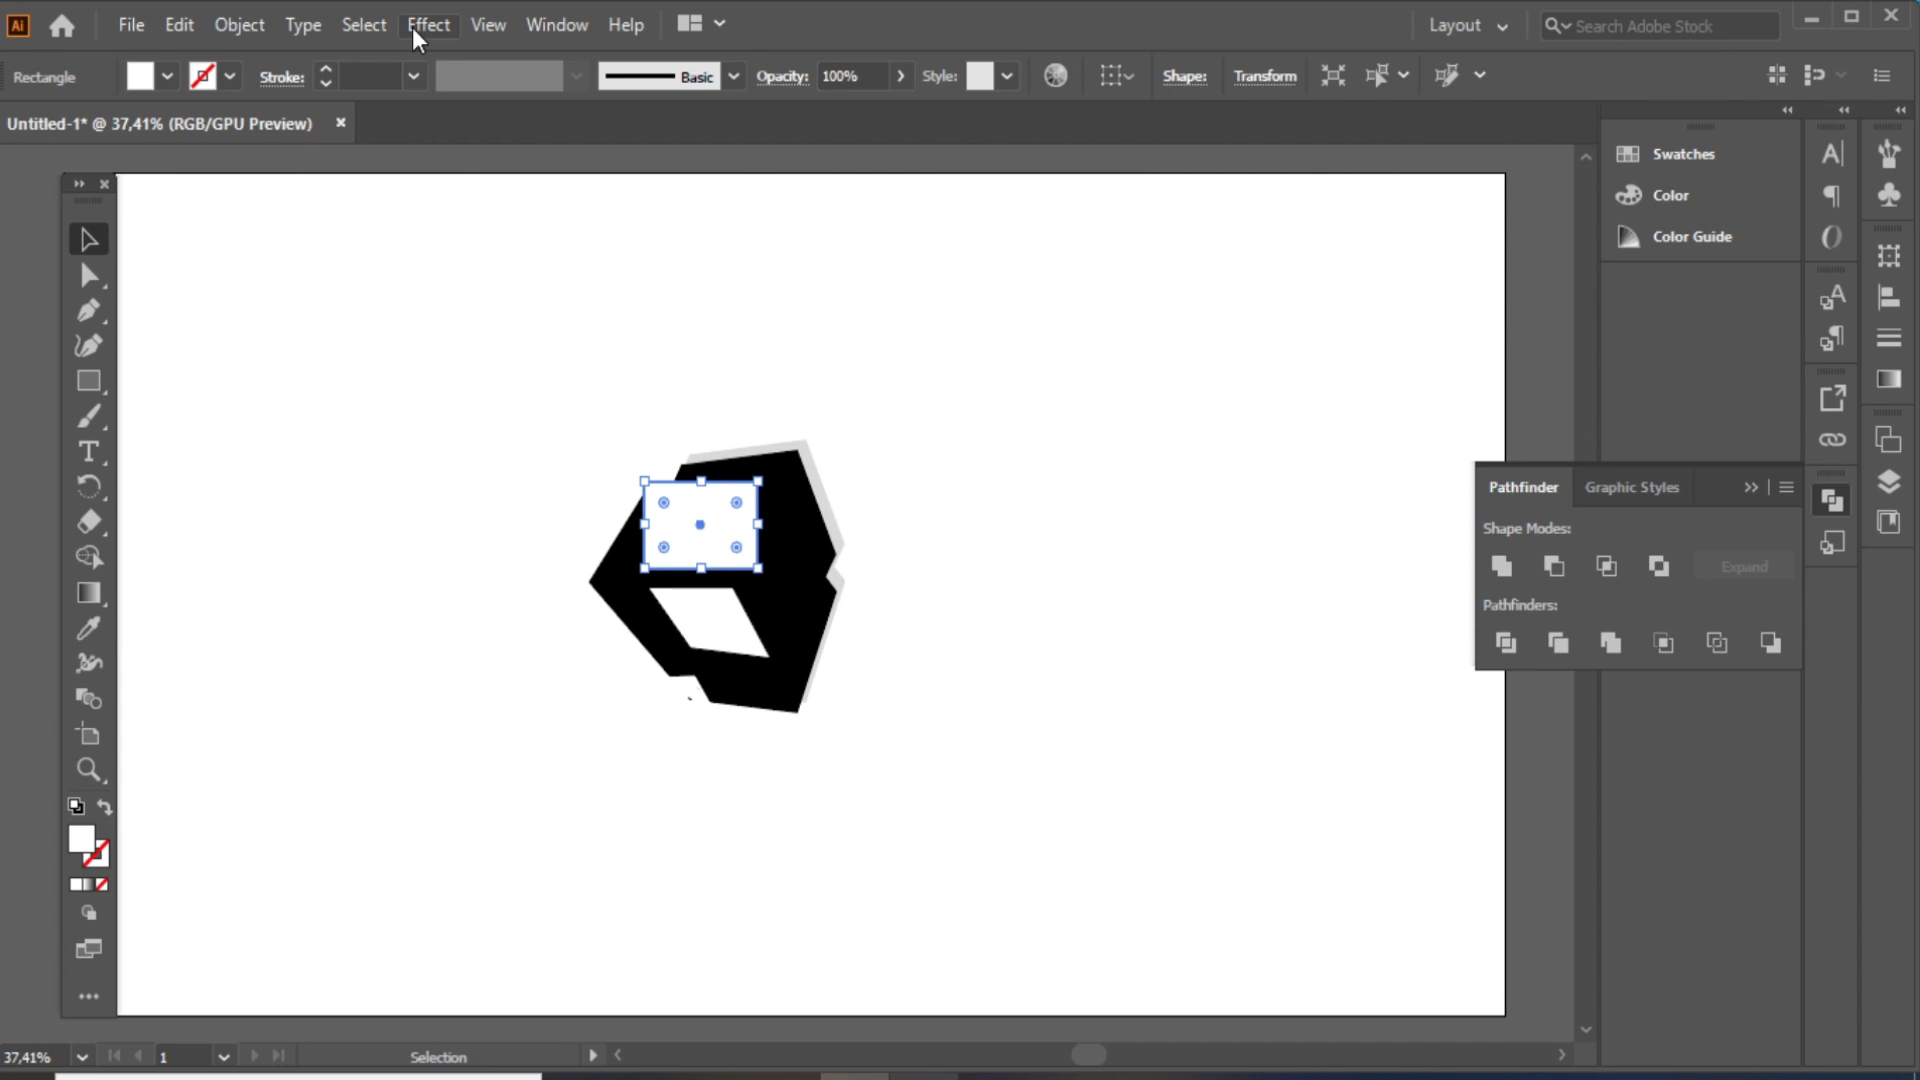 Ai File Edit Object Type Select Effect View Window Help Layout Search Adobe Stock
Rectangle Stroke: Basic Opacity: 100% Style: Shape: Transform
Untitled-1* @ 37,41% (RGB/GPU Preview)
Swatches
Color
Color Guide
Pathfinder Graphic Styles
Shape Modes:
Expand
Pathfinders:
37,41% 1 Selection